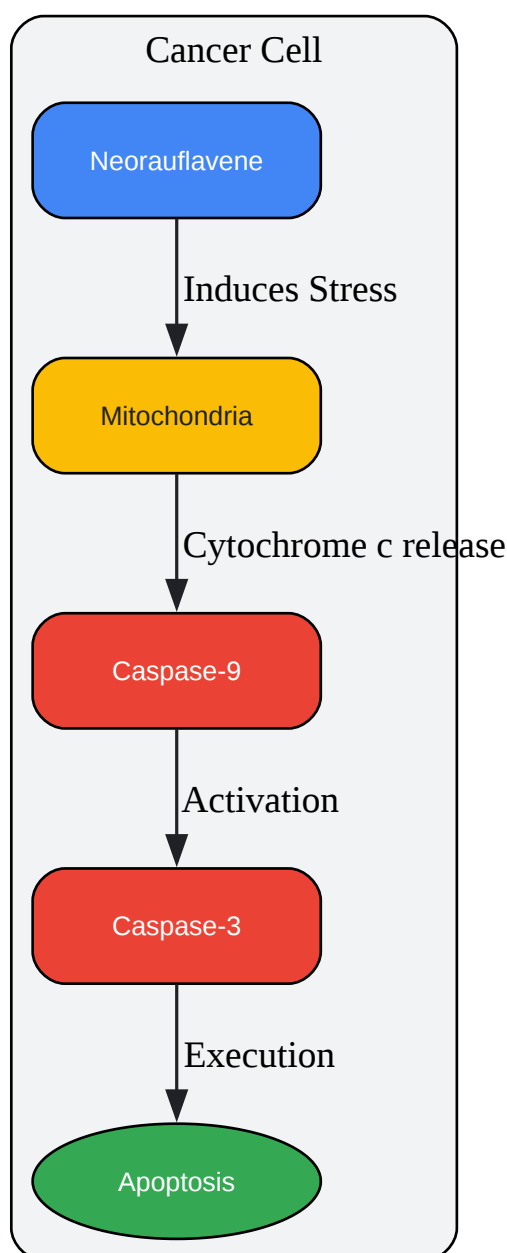 Cancer Cell
Neorauflavene
Induces Stress
Mitochondria
Cytochrome c release
Caspase-9
Activation
Caspase-3
Execution
Apoptosis